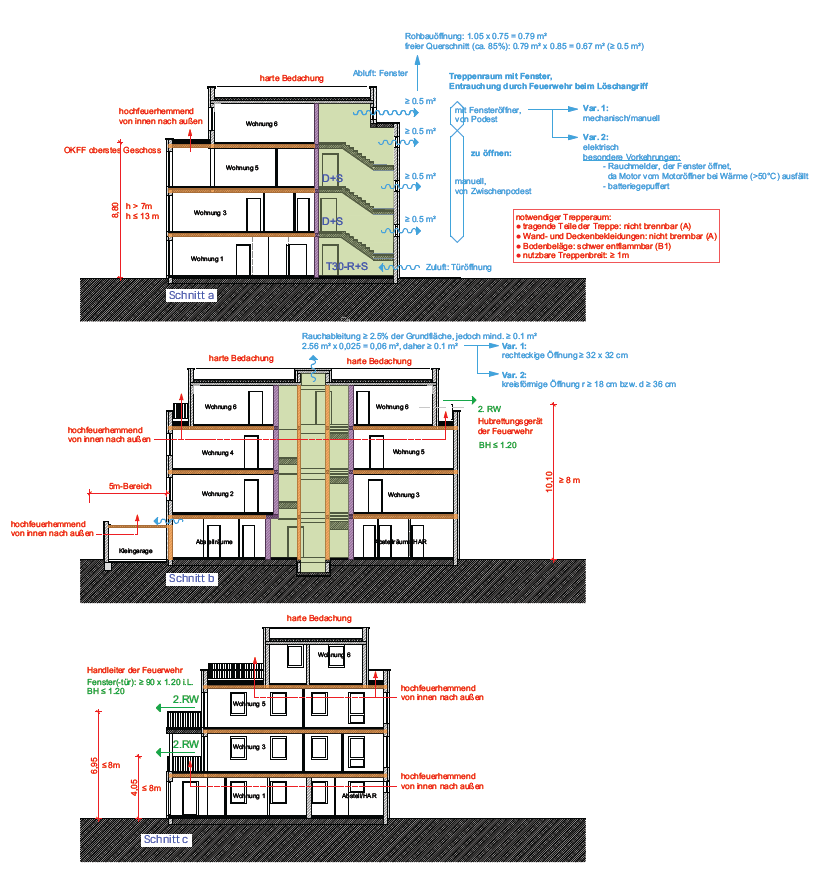 Rohbauöffnung: 1.05 x 0.75 = 0.79 m²
freier Querschnitt (ca. 85%): 0.79 m² x 0.85 = 0.67 m² (≥ 0.5 m²)
Abluft: Fenster
harte Bedachung
Treppenraum mit Fenster,
Entrauchung durch Feuerwehr beim Löschangriff
hochfeuerhemmend
von innen nach außen
≥ 0.5 m²
mit Fensteröffner,
von Podest
Var. 1:
mechanisch/manuell
Wohnung 6
≥ 0.5 m²
Var. 2:
elektrisch
besondere Vorkehrungen:
- Rauchmelder, der Fenster öffnet,
da Motor vom Motoröffner bei Wärme (>50°C) ausfällt
- batteriegepuffert
OKFF oberstes Geschoss
zu öffnen:
Wohnung 5
D+S
≥ 0.5 m²
manuell,
von Zwischenpodest
8,80
h > 7m
h ≤ 13 m
Wohnung 3
D+S
≥ 0.5 m²
notwendiger Trepperaum:
● tragende Teile der Treppe: nicht brennbar (A)
● Wand- und Deckenbekleidungen: nicht brennbar (A)
● Bodenbeläge: schwer entflammbar (B1)
● nutzbare Treppenbreit: ≥ 1m
Wohnung 1
T30-R+S
Zuluft: Türöffnung
Schnitt a
Rauchableitung ≥ 2.5% der Grundfläche, jedoch mind. ≥ 0.1 m²
2.56 m² x 0,025 = 0,06 m², daher ≥ 0.1 m²
Var. 1:
rechteckige Öffnung ≥ 32 x 32 cm
harte Bedachung
harte Bedachung
Var. 2:
kreisförmige Öffnung r ≥ 18 cm bzw. d ≥ 36 cm
Wohnung 6
Wohnung 6
2. RW
Hubrettungsgerät
der Feuerwehr
BH ≤ 1.20
hochfeuerhemmend
von innen nach außen
Wohnung 4
Wohnung 5
5m-Bereich
10,10
≥ 8 m
Wohnung 2
Wohnung 3
hochfeuerhemmend
von innen nach außen
Kleingarage
Abstellräume
Abstellräume/HAR
Schnitt b
harte Bedachung
Wohnung 6
Handleiter der Feuerwehr
Fenster(-tür): ≥ 90 x 1.20 i.L.
BH ≤ 1.20
hochfeuerhemmend
von innen nach außen
2.RW
Wohnung 5
2.RW
Wohnung 3
6,95
≤ 8m
4,05
≤ 8m
hochfeuerhemmend
von innen nach außen
Wohnung 1
Abstell/HAR
Schnitt c